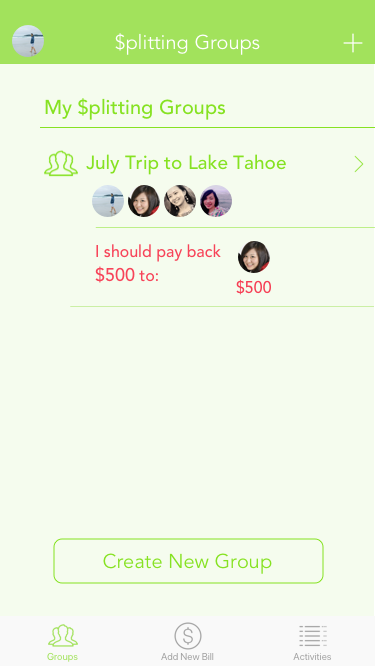 $plitting Groups
My $plitting Groups
July Trip to Lake Tahoe
I should pay back
$500 to:
$500
Create New Group
$
Groups
Add New Bill
Activities